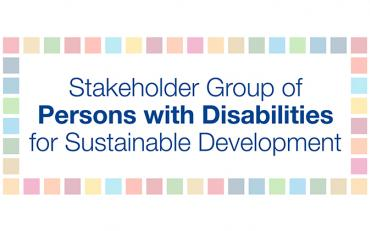 Stakeholder Group of
Persons with Disabilities
for Sustainable Development